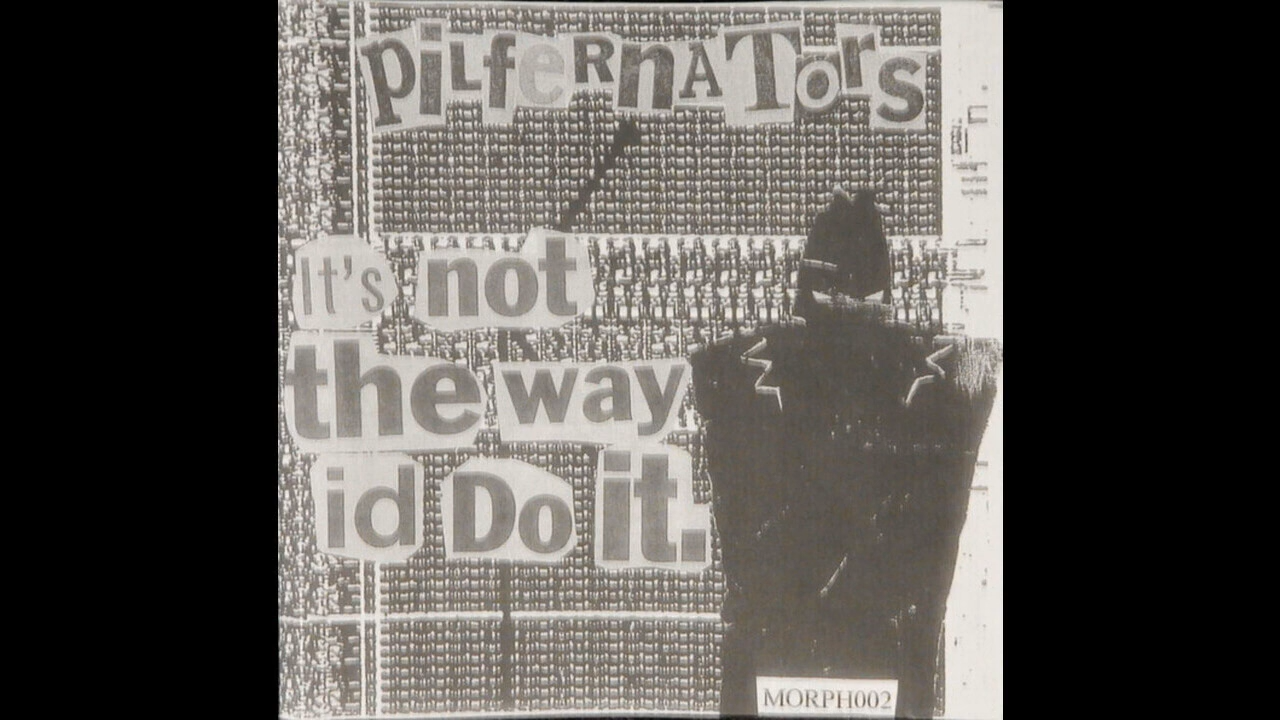 piLfeRnATors
It's not
the way
id Do it.
MORPH002